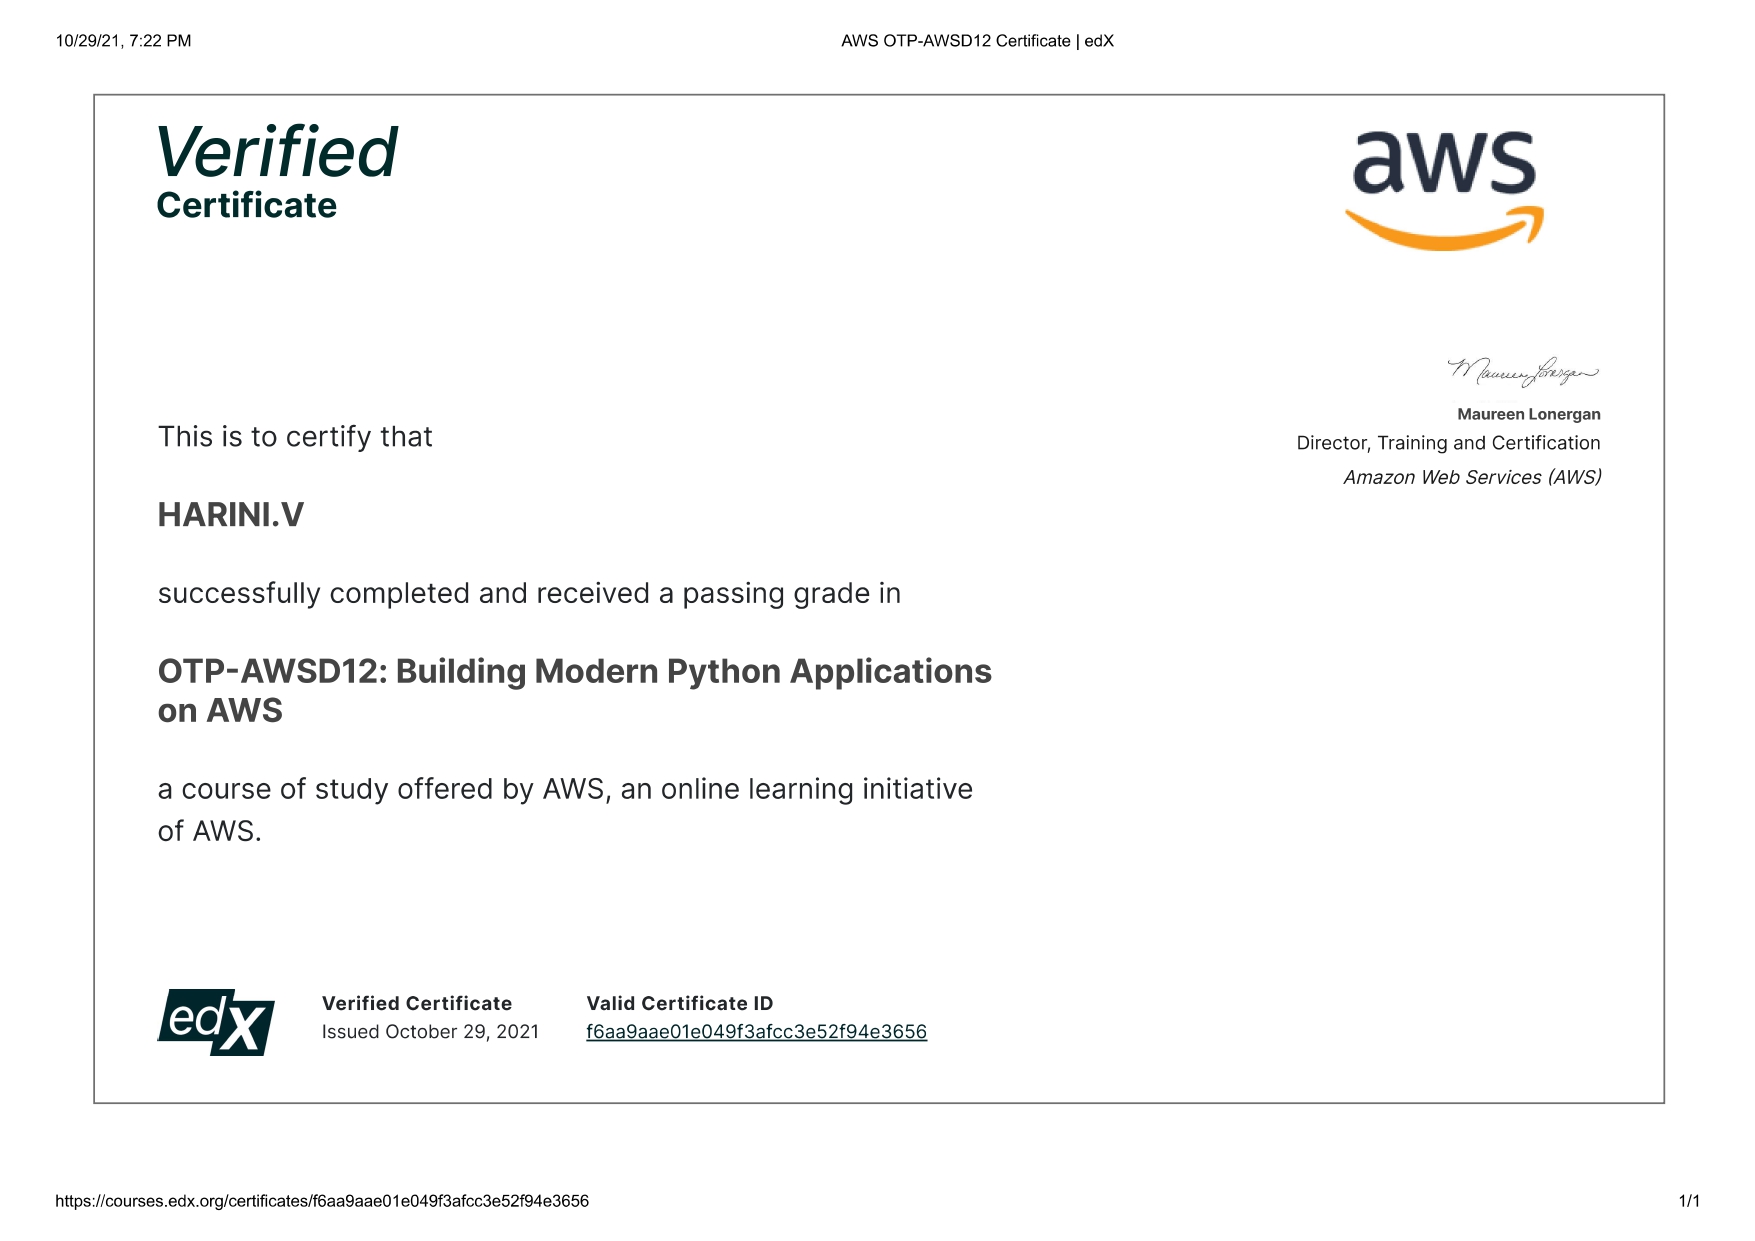 10/29/21, 7:22 PM
AWS OTP-AWSD12 Certificate | edX
Verified
Certificate
aws
Maureen Lonergan
Maureen Lonergan
Director, Training and Certification
Amazon Web Services (AWS)
This is to certify that
HARINI.V
successfully completed and received a passing grade in
OTP-AWSD12: Building Modern Python Applications
on AWS
a course of study offered by AWS, an online learning initiative
of AWS.
edX
Verified Certificate
Issued October 29, 2021
Valid Certificate ID
f6aa9aae01e049f3afcc3e52f94e3656
https://courses.edx.org/certificates/f6aa9aae01e049f3afcc3e52f94e3656
1/1